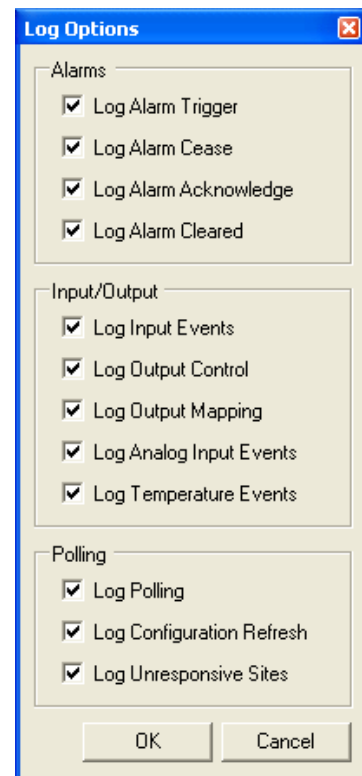 Log Options
Alarms
Log Alarm Trigger
Log Alarm Cease
Log Alarm Acknowledge
Log Alarm Cleared
Input/Output
Log Input Events
Log Output Control
Log Output Mapping
Log Analog Input Events
Log Temperature Events
Polling
Log Polling
Log Configuration Refresh
Log Unresponsive Sites
OK Cancel